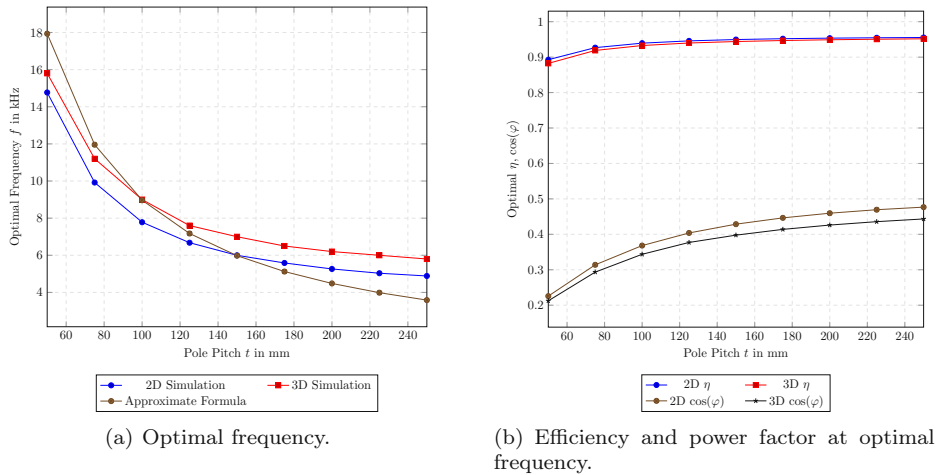 18
16
14
12
10
8
6
4
Optimal Frequency f in kHz
60 80 100 120 140 160 180 200 220 240
Pole Pitch t in mm
2D Simulation 3D Simulation
Approximate Formula
(a) Optimal frequency.
1
0.9
0.8
0.7
0.6
0.5
0.4
0.3
0.2
Optimal η, cos(φ)
60 80 100 120 140 160 180 200 220 240
Pole Pitch t in mm
2D η 3D η
2D cos(φ) 3D cos(φ)
(b) Efficiency and power factor at optimal
frequency.